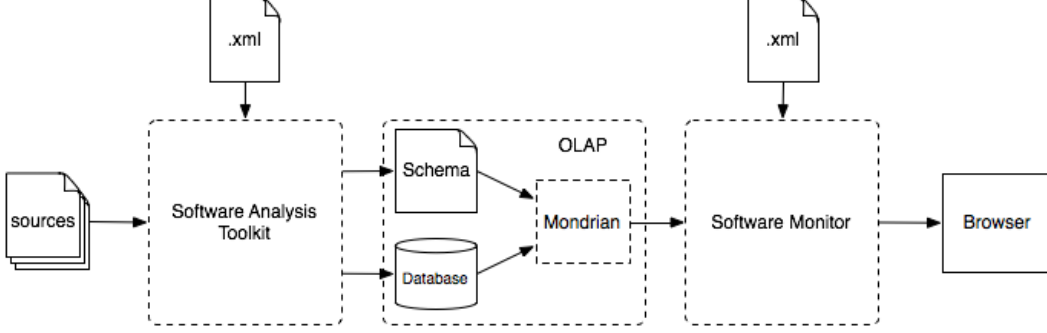 .xml
.xml
OLAP
Schema
sources
Software Analysis
Toolkit
Mondrian
Software Monitor
Browser
Database